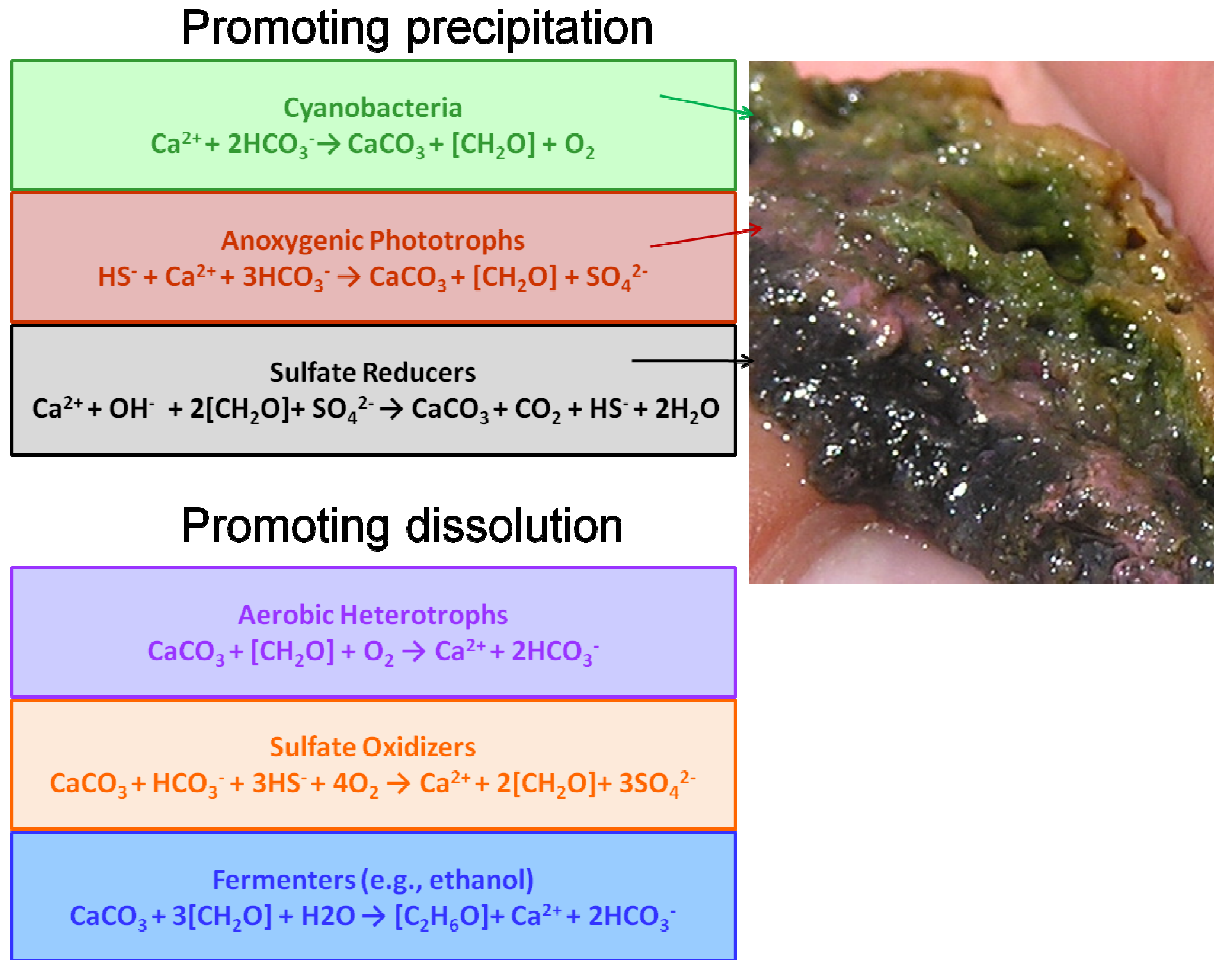 Promoting precipitation
Cyanobacteria
Ca²⁺ + 2HCO₃⁻ → CaCO₃ + [CH₂O] + O₂
Anoxygenic Phototrophs
HS⁻ + Ca²⁺ + 3HCO₃⁻ → CaCO₃ + [CH₂O] + SO₄²⁻
Sulfate Reducers
Ca²⁺ + OH⁻ + 2[CH₂O]+ SO₄²⁻ → CaCO₃ + CO₂ + HS⁻ + 2H₂O
Promoting dissolution
Aerobic Heterotrophs
CaCO₃ + [CH₂O] + O₂ → Ca²⁺ + 2HCO₃⁻
Sulfate Oxidizers
CaCO₃ + HCO₃⁻ + 3HS⁻ + 4O₂ → Ca²⁺ + 2[CH₂O]+ 3SO₄²⁻
Fermenters (e.g., ethanol)
CaCO₃ + 3[CH₂O] + H2O → [C₂H₆O]+ Ca²⁺ + 2HCO₃⁻